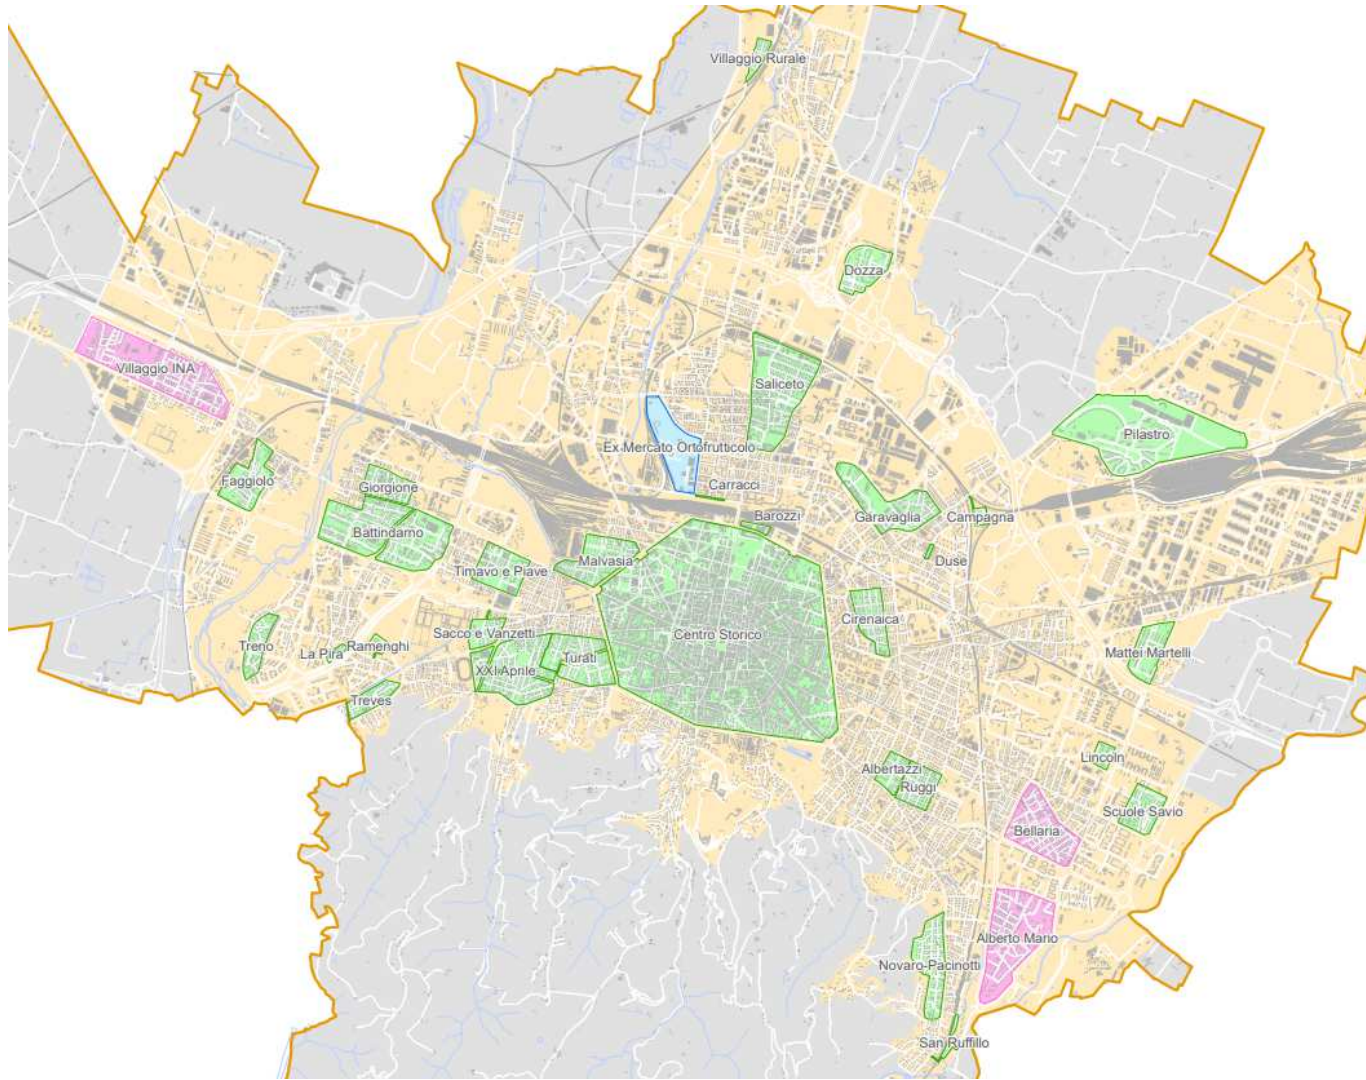 Villaggio Rurale
Dozza
Villaggio INA
Saliceto
Pilastro
Ex Mercato Ortofrutticolo
Faggiolo
Giorgione
Carracci
Battindarno
Barozzi
Garavaglia
Campagna
Malvasia
Duse
Timavo e Piave
Cirenaica
Sacco e Vanzetti
Centro Storico
Treno
La Pira
Ramenghi
XXI Aprile
Turati
Mattei Martelli
Treves
Lincoln
Albertazzi
Ruggi
Scuole Savio
Bellaria
Alberto Mario
Novaro-Pacinotti
San Ruffillo